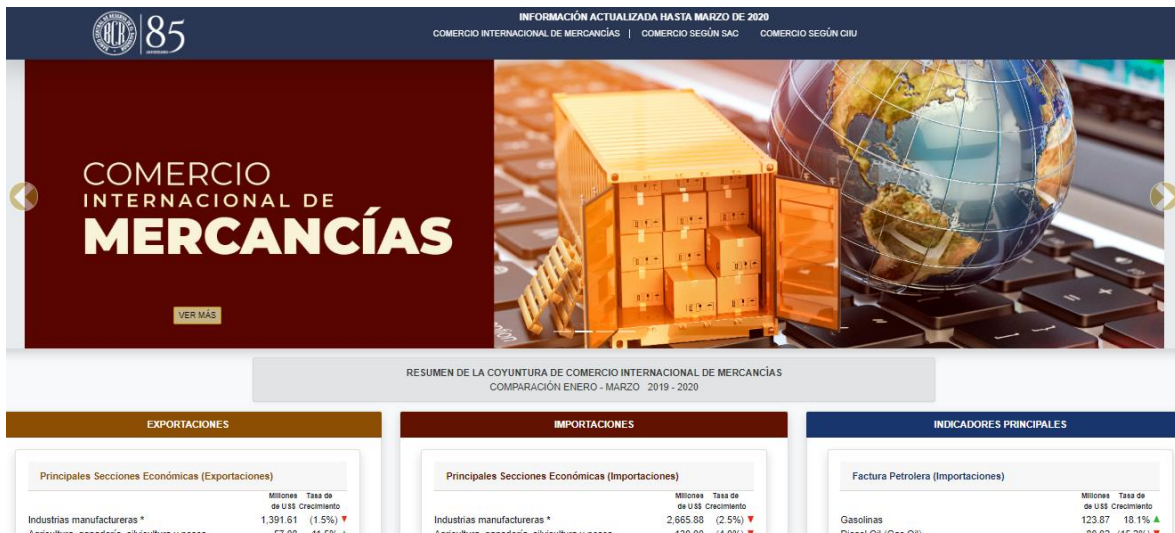 BCR 85
INFORMACIÓN ACTUALIZADA HASTA MARZO DE 2020
COMERCIO INTERNACIONAL DE MERCANCÍAS | COMERCIO SEGÚN SAC COMERCIO SEGÚN CIIU
COMERCIO
INTERNACIONAL DE
MERCANCÍAS
VER MÁS
RESUMEN DE LA COYUNTURA DE COMERCIO INTERNACIONAL DE MERCANCÍAS
COMPARACIÓN ENERO - MARZO 2019 - 2020
EXPORTACIONES
Principales Secciones Económicas (Exportaciones)
Millones Tasa de
de US$ Crecimiento
Industrias manufactureras * 1,391.61 (1.5%)
IMPORTACIONES
Principales Secciones Económicas (Importaciones)
Millones Tasa de
de US$ Crecimiento
Industrias manufactureras * 2,665.88 (2.5%)
INDICADORES PRINCIPALES
Factura Petrolera (Importaciones)
Millones Tasa de
de US$ Crecimiento
Gasolinas 123.87 18.1%